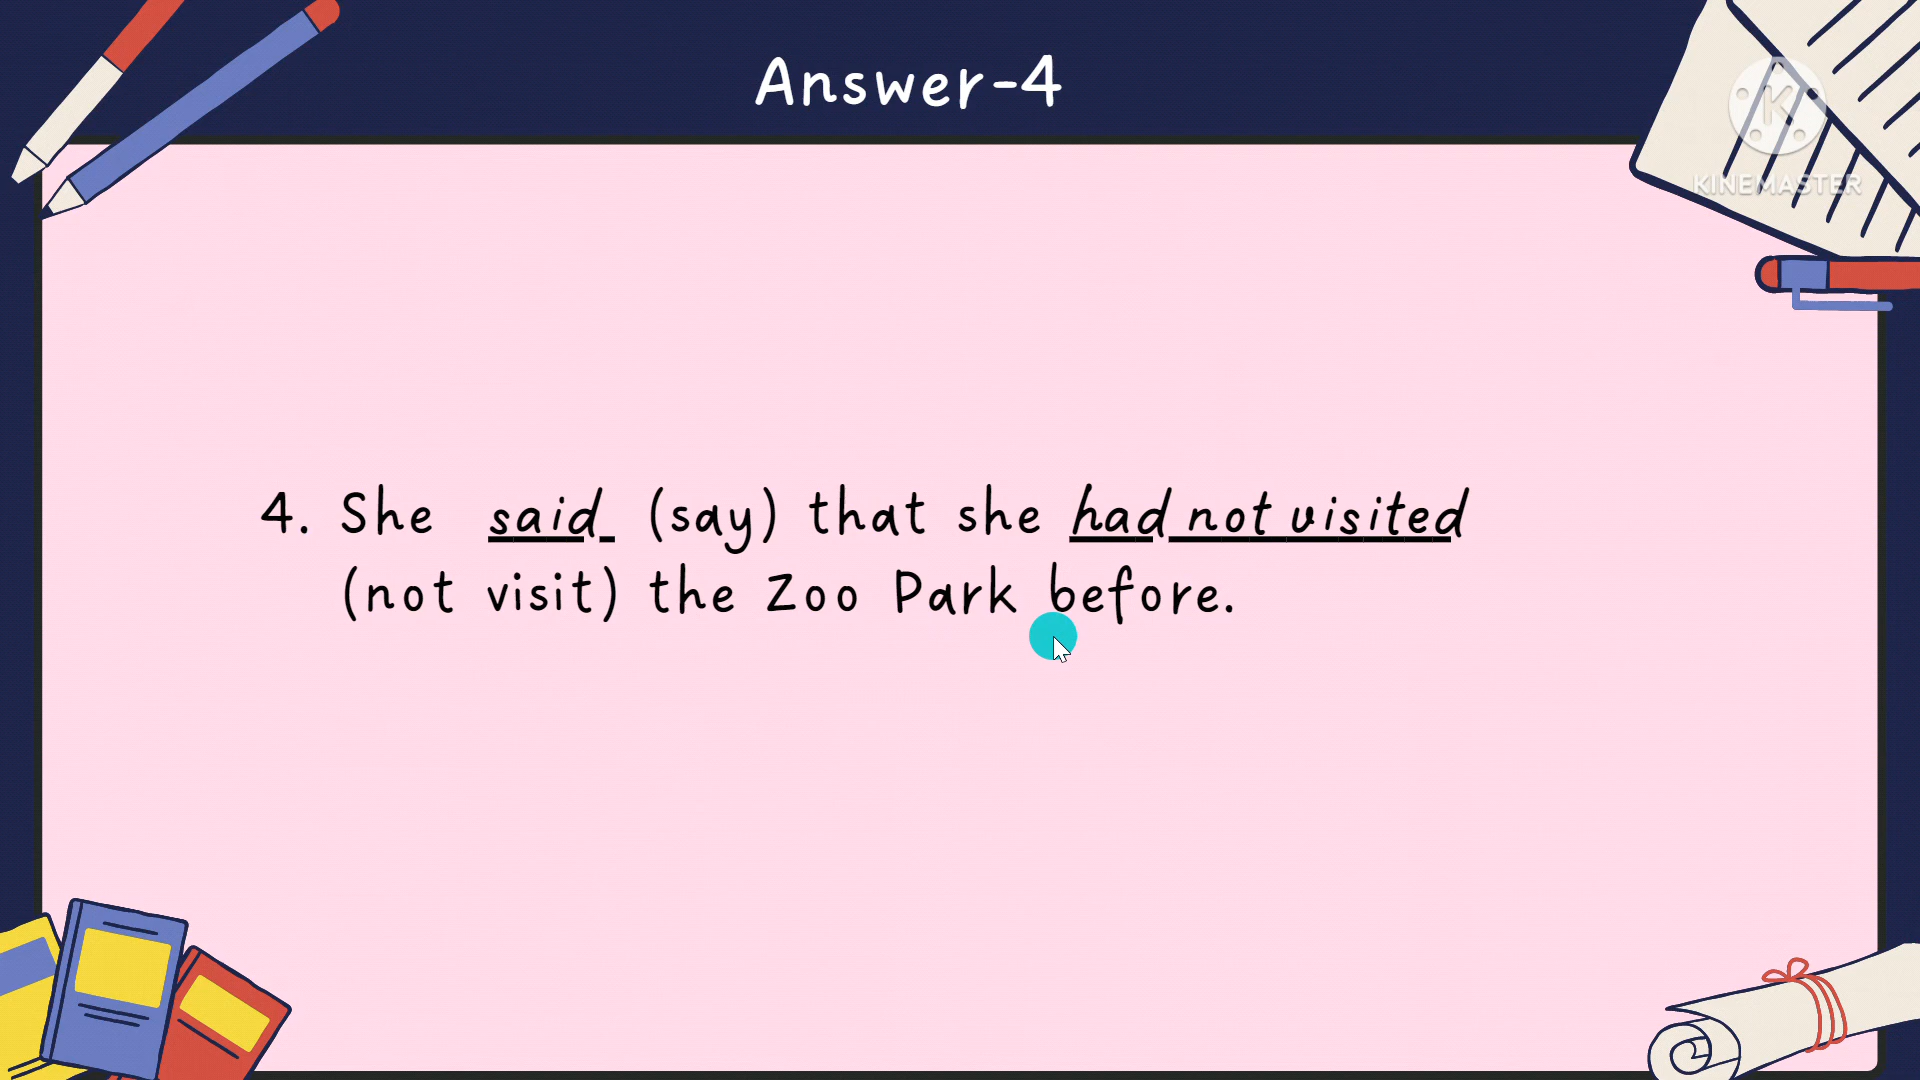 Answer-4
K
KINEMASTER
4. She said (say) that she had not visited
(not visit) the Zoo Park before.